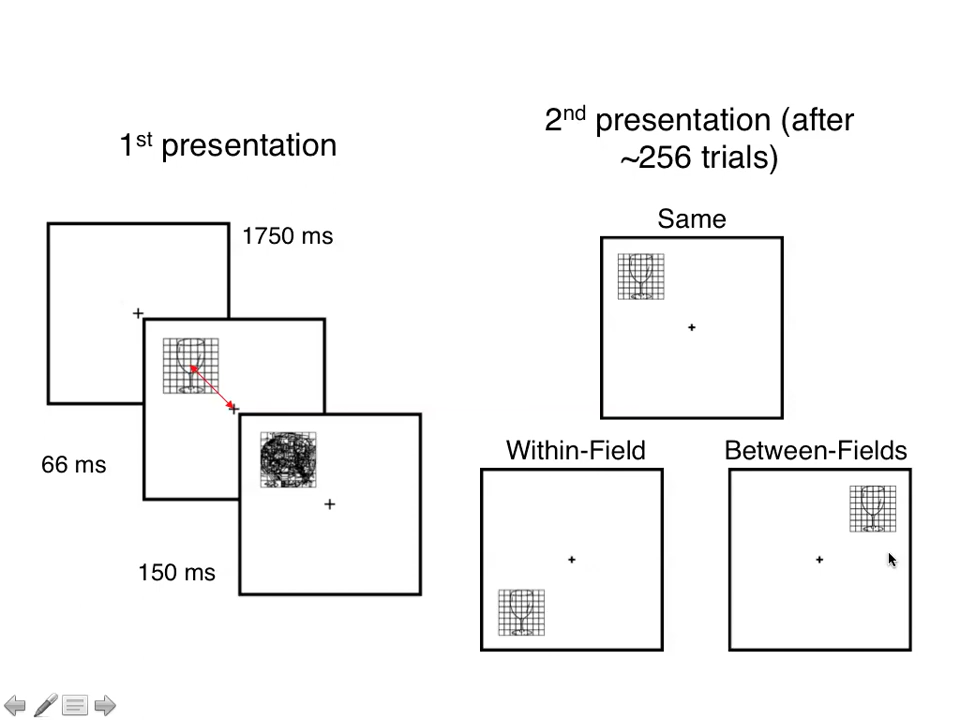 1st presentation
2nd presentation (after
~256 trials)
1750 ms
66 ms
150 ms
Same
Within-Field
Between-Fields